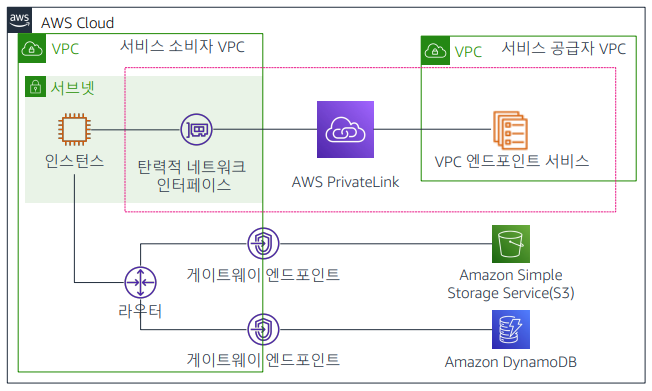 aws
AWS Cloud
VPC
서비스 소비자 VPC
VPC
서비스 공급자 VPC
서브넷
인스턴스
탄력적 네트워크
인터페이스
AWS PrivateLink
VPC 엔드포인트 서비스
게이트웨이 엔드포인트
Amazon Simple
Storage Service(S3)
라우터
게이트웨이 엔드포인트
Amazon DynamoDB